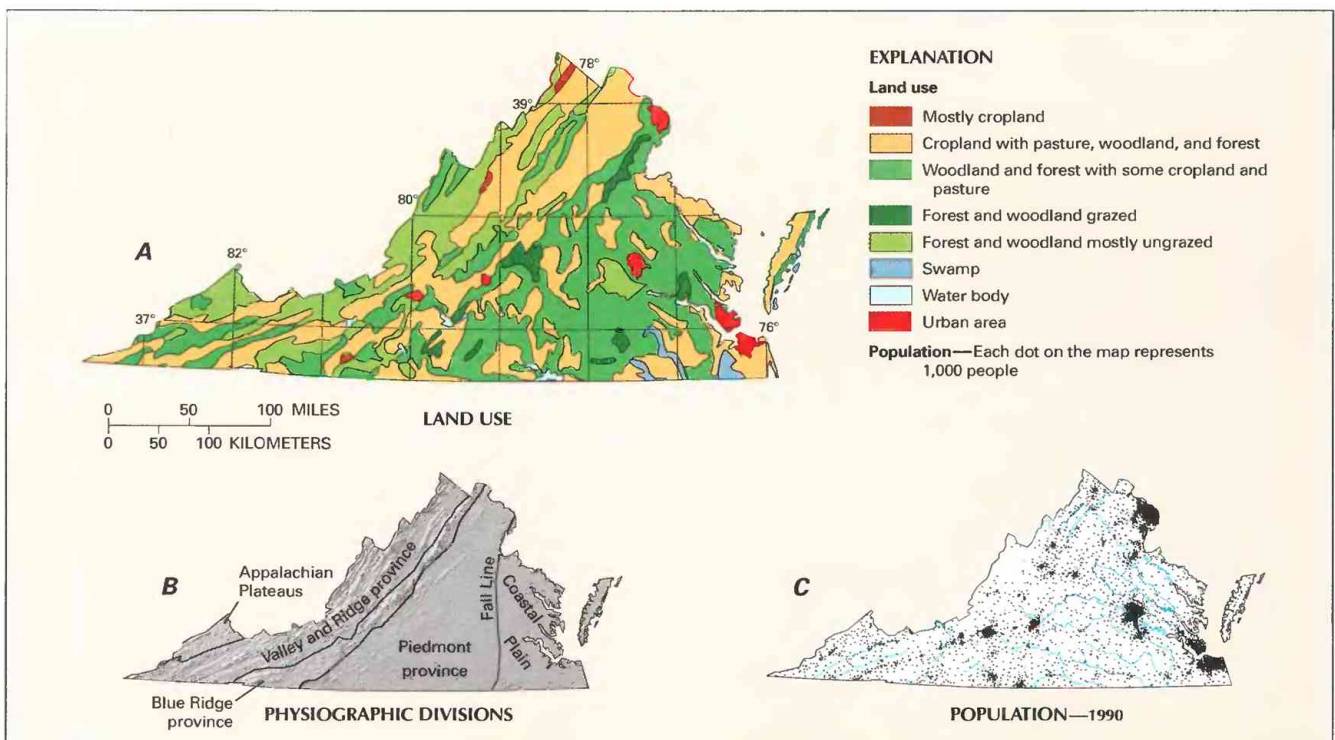 EXPLANATION
Land use
Mostly cropland
Cropland with pasture, woodland, and forest
Woodland and forest with some cropland and
pasture
Forest and woodland grazed
Forest and woodland mostly ungrazed
Swamp
Water body
Urban area
Population—Each dot on the map represents
1,000 people
78°
39°
80°
A
82°
37°
76°
0 50 100 MILES
0 50 100 KILOMETERS
LAND USE
B
Appalachian
Plateaus
Valley and Ridge province
Blue Ridge
province
Piedmont
province
Fall Line
Coastal
Plain
PHYSIOGRAPHIC DIVISIONS
C
POPULATION—1990